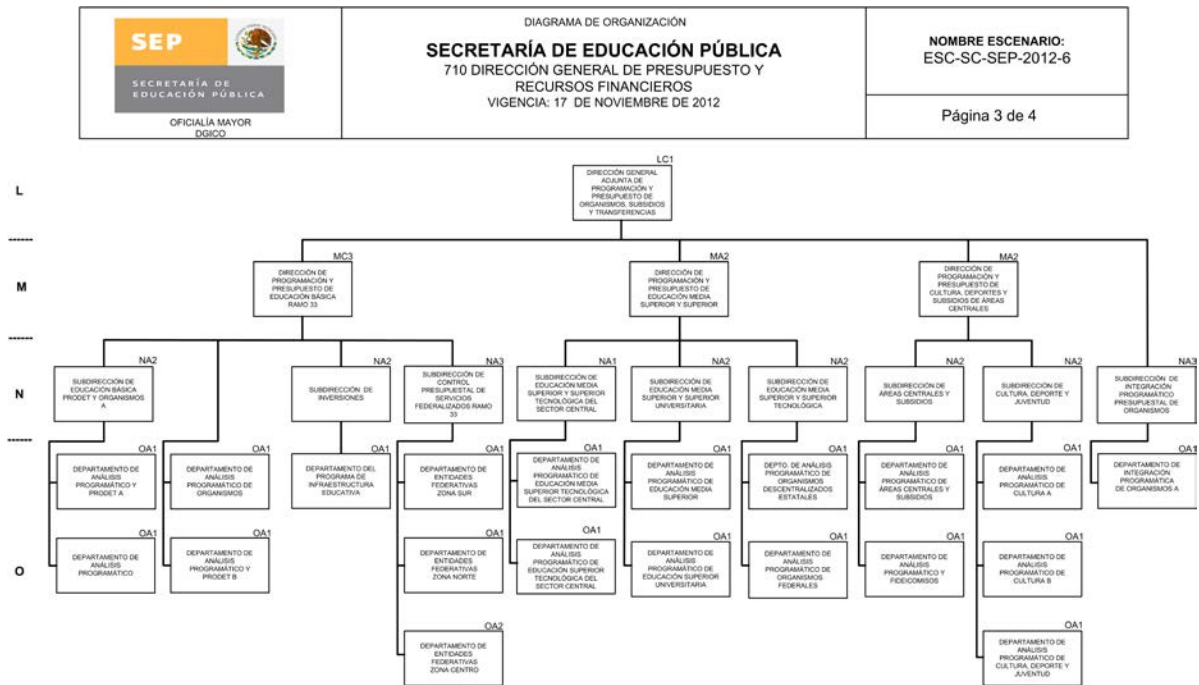 SEP
SECRETARÍA DE
EDUCACIÓN PÚBLICA
OFICIALÍA MAYOR
DGICO
DIAGRAMA DE ORGANIZACIÓN
SECRETARÍA DE EDUCACIÓN PÚBLICA
710 DIRECCIÓN GENERAL DE PRESUPUESTO Y
RECURSOS FINANCIEROS
VIGENCIA: 17 DE NOVIEMBRE DE 2012
NOMBRE ESCENARIO:
ESC-SC-SEP-2012-6
Página 3 de 4
L
LC1
DIRECCIÓN GENERAL
ADJUNTA DE
PROGRAMACIÓN Y
PRESUPUESTO DE
ORGANISMOS, SUBSIDIOS
Y TRANSFERENCIAS
M
MC3
DIRECCIÓN DE
PROGRAMACIÓN Y
PRESUPUESTO DE
EDUCACIÓN BÁSICA
RAMO 33
MA2
DIRECCIÓN DE
PROGRAMACIÓN Y
PRESUPUESTO DE
EDUCACIÓN MEDIA
SUPERIOR Y SUPERIOR
MA2
DIRECCIÓN DE
PROGRAMACIÓN Y
PRESUPUESTO DE
CULTURA, DEPORTES Y
SUBSIDIOS DE ÁREAS
CENTRALES
N
NA2
SUBDIRECCIÓN DE
EDUCACIÓN BÁSICA
PRODET Y ORGANISMOS
A
NA2
SUBDIRECCIÓN DE
INVERSIONES
NA3
SUBDIRECCIÓN DE
CONTROL
PRESUPUESTAL DE
SERVICIOS
FEDERALIZADOS RAMO
33
NA1
SUBDIRECCIÓN DE
EDUCACIÓN MEDIA
SUPERIOR Y SUPERIOR
TECNOLÓGICA DEL
SECTOR CENTRAL
NA2
SUBDIRECCIÓN DE
EDUCACIÓN MEDIA
SUPERIOR Y SUPERIOR
UNIVERSITARIA
NA2
SUBDIRECCIÓN DE
EDUCACIÓN MEDIA
SUPERIOR Y SUPERIOR
TECNOLÓGICA
NA2
SUBDIRECCIÓN DE
ÁREAS CENTRALES Y
SUBSIDIOS
NA2
SUBDIRECCIÓN DE
CULTURA, DEPORTE Y
JUVENTUD
NA3
SUBDIRECCIÓN DE
INTEGRACIÓN
PROGRAMÁTICO
PRESUPUESTAL DE
ORGANISMOS
O
OA1
DEPARTAMENTO DE
ANÁLISIS
PROGRAMÁTICO Y
PRODET A
OA1
DEPARTAMENTO DE
ANÁLISIS
PROGRAMÁTICO DE
ORGANISMOS
OA1
DEPARTAMENTO DEL
PROGRAMA DE
INFRAESTRUCTURA
EDUCATIVA
OA1
DEPARTAMENTO DE
ENTIDADES
FEDERATIVAS
ZONA SUR
OA1
DEPARTAMENTO DE
ANÁLISIS
PROGRAMÁTICO DE
EDUCACIÓN MEDIA
SUPERIOR TECNOLÓGICA
DEL SECTOR CENTRAL
OA1
DEPARTAMENTO DE
ANÁLISIS
PROGRAMÁTICO DE
EDUCACIÓN MEDIA
SUPERIOR
OA1
DEPTO. DE ANÁLISIS
PROGRAMÁTICO DE
ORGANISMOS
DESCENTRALIZADOS
ESTATALES
OA1
DEPARTAMENTO DE
ANÁLISIS
PROGRAMÁTICO DE
ÁREAS CENTRALES Y
SUBSIDIOS
OA1
DEPARTAMENTO DE
ANÁLISIS
PROGRAMÁTICO DE
CULTURA A
OA1
DEPARTAMENTO DE
INTEGRACIÓN
PROGRAMÁTICA
DE ORGANISMOS A
OA1
DEPARTAMENTO DE
ANÁLISIS
PROGRAMÁTICO
OA1
DEPARTAMENTO DE
ANÁLISIS
PROGRAMÁTICO Y
PRODET B
OA1
DEPARTAMENTO DE
ENTIDADES
FEDERATIVAS
ZONA NORTE
OA1
DEPARTAMENTO DE
ANÁLISIS
PROGRAMÁTICO DE
EDUCACIÓN SUPERIOR
TECNOLÓGICA DEL
SECTOR CENTRAL
OA1
DEPARTAMENTO DE
ANÁLISIS
PROGRAMÁTICO DE
EDUCACIÓN SUPERIOR
UNIVERSITARIA
OA1
DEPARTAMENTO DE
ANÁLISIS
PROGRAMÁTICO DE
ORGANISMOS
FEDERALES
OA1
DEPARTAMENTO DE
ANÁLISIS
PROGRAMÁTICO Y
FIDEICOMISOS
OA1
DEPARTAMENTO DE
ANÁLISIS
PROGRAMÁTICO DE
CULTURA B
OA2
DEPARTAMENTO DE
ENTIDADES
FEDERATIVAS
ZONA CENTRO
OA1
DEPARTAMENTO DE
ANÁLISIS
PROGRAMÁTICO DE
CULTURA, DEPORTE Y
JUVENTUD